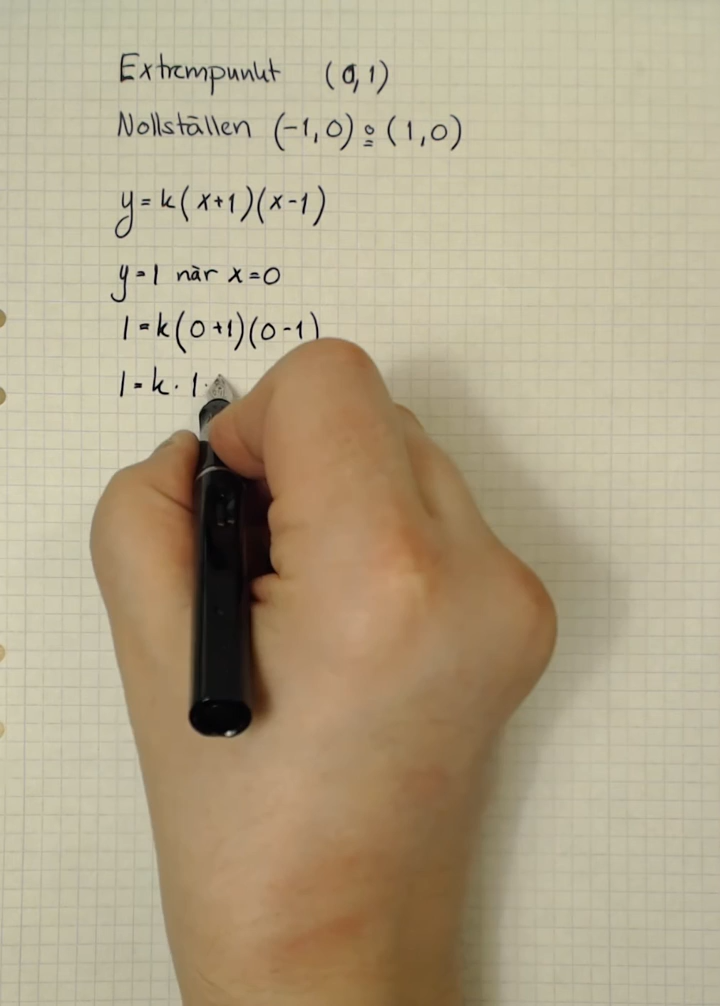 Extrempunkt (0,1)
Nollställen (-1,0) o (1,0)
y = k(x+1)(x-1)
y = 1 när x = 0
1 = k(0+1)(0-1)
1 = k · 1 ·